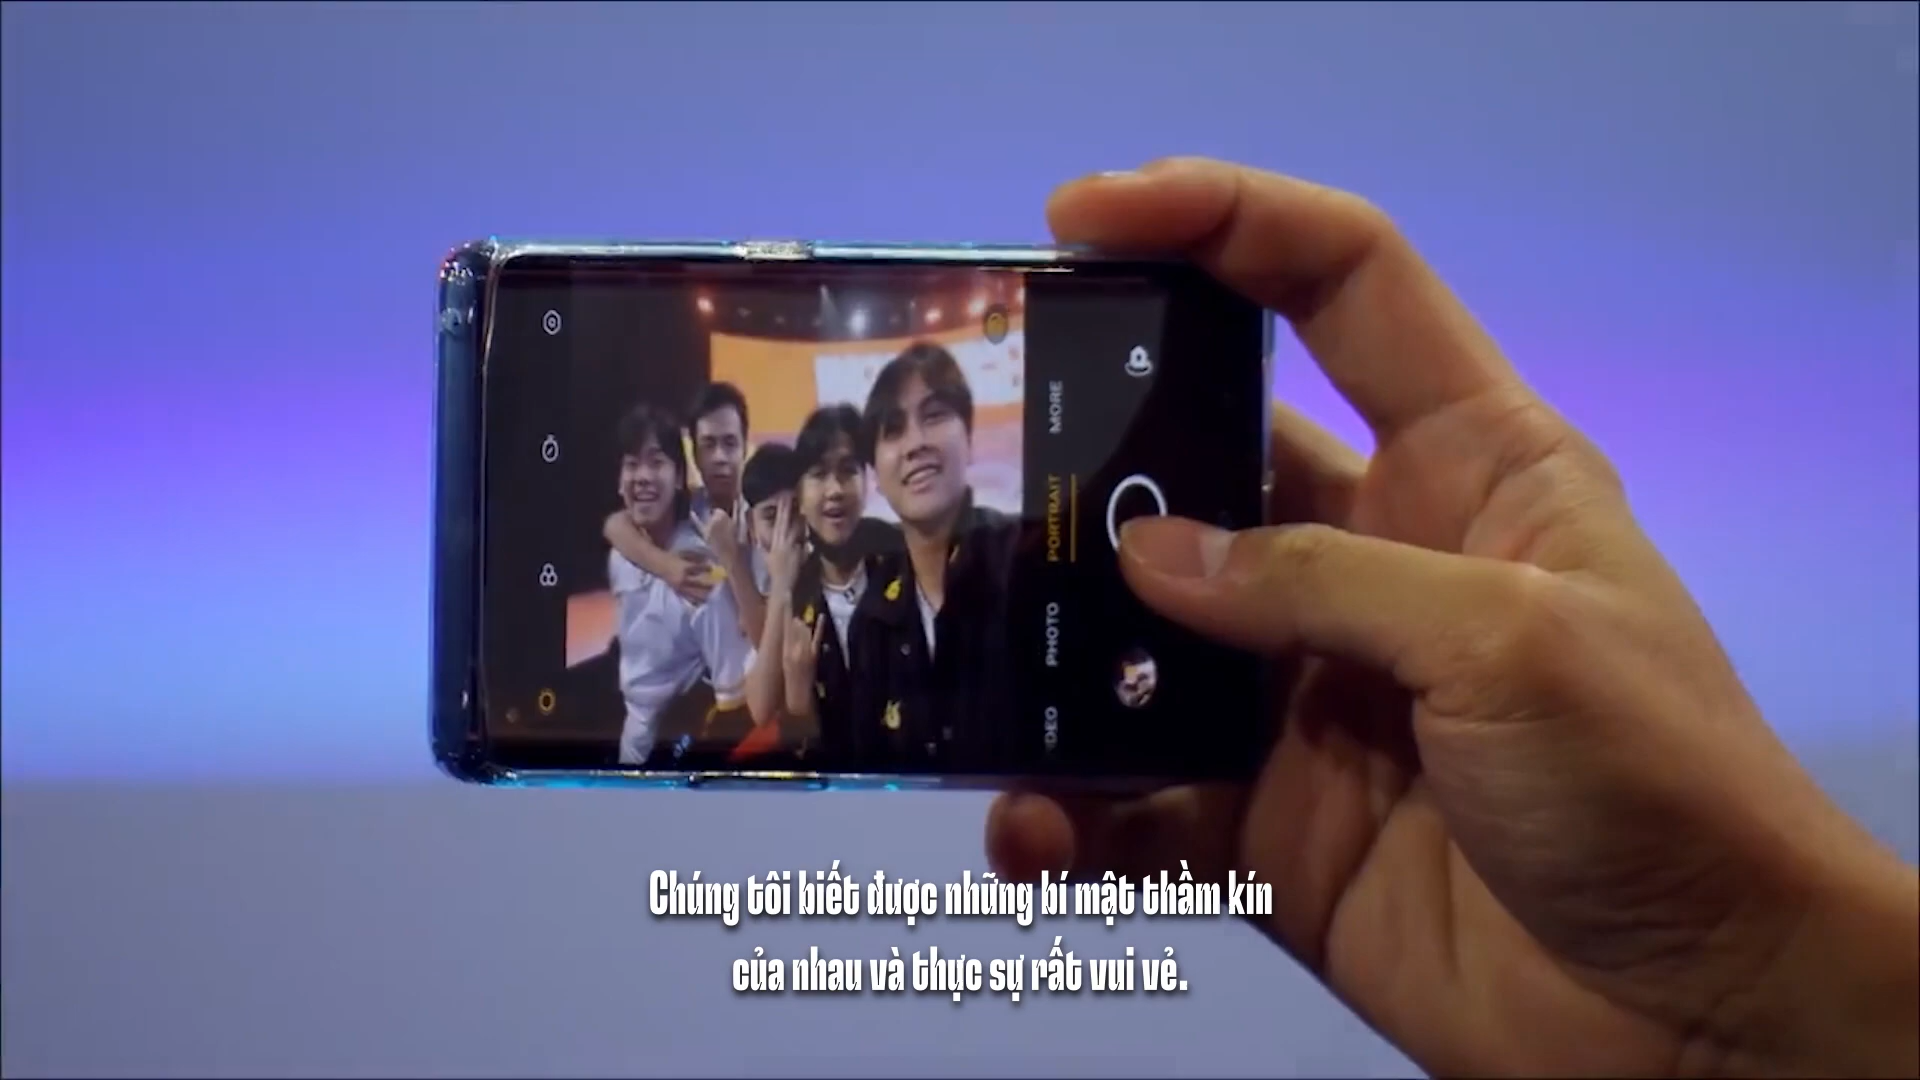 MORE
PORTRAIT
PHOTO
DEO
Chúng tôi biết được những bí mật thầm kín
của nhau và thực sự rất vui vẻ.